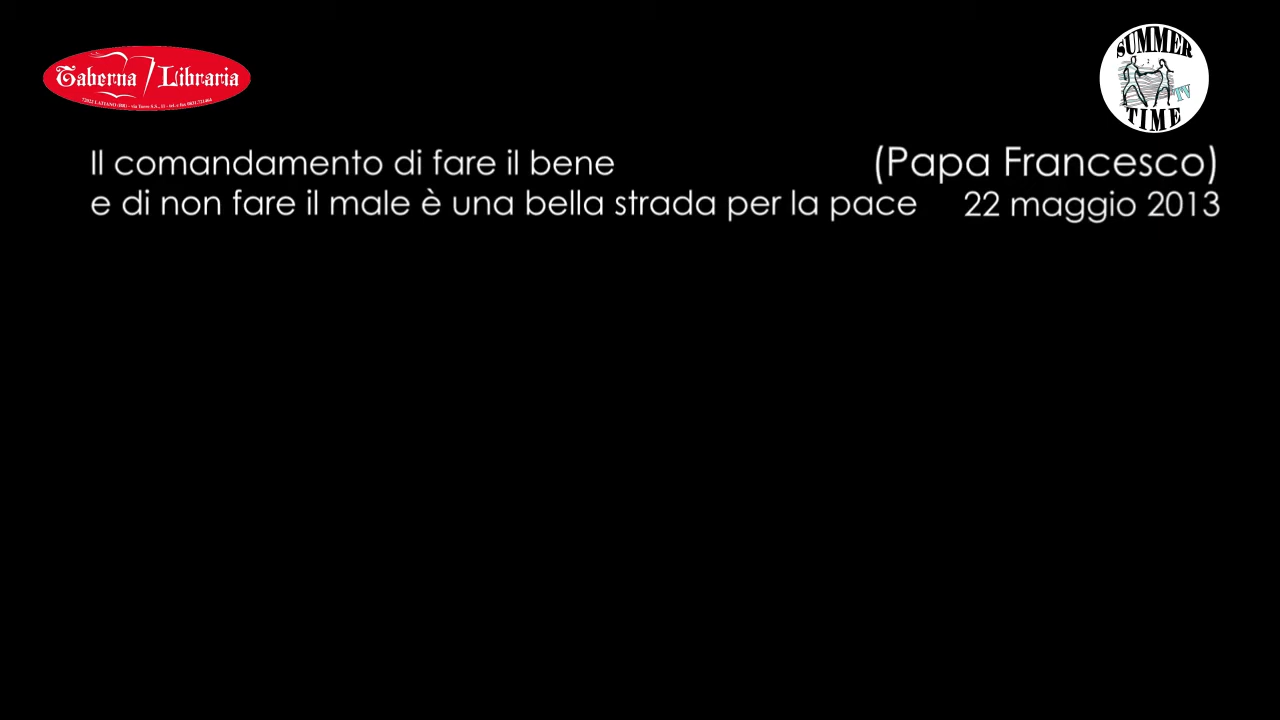 Taberna Libraria
SUMMER
TV
TIME
Il comandamento di fare il bene
(Papa Francesco)
e di non fare il male è una bella strada per la pace
22 maggio 2013